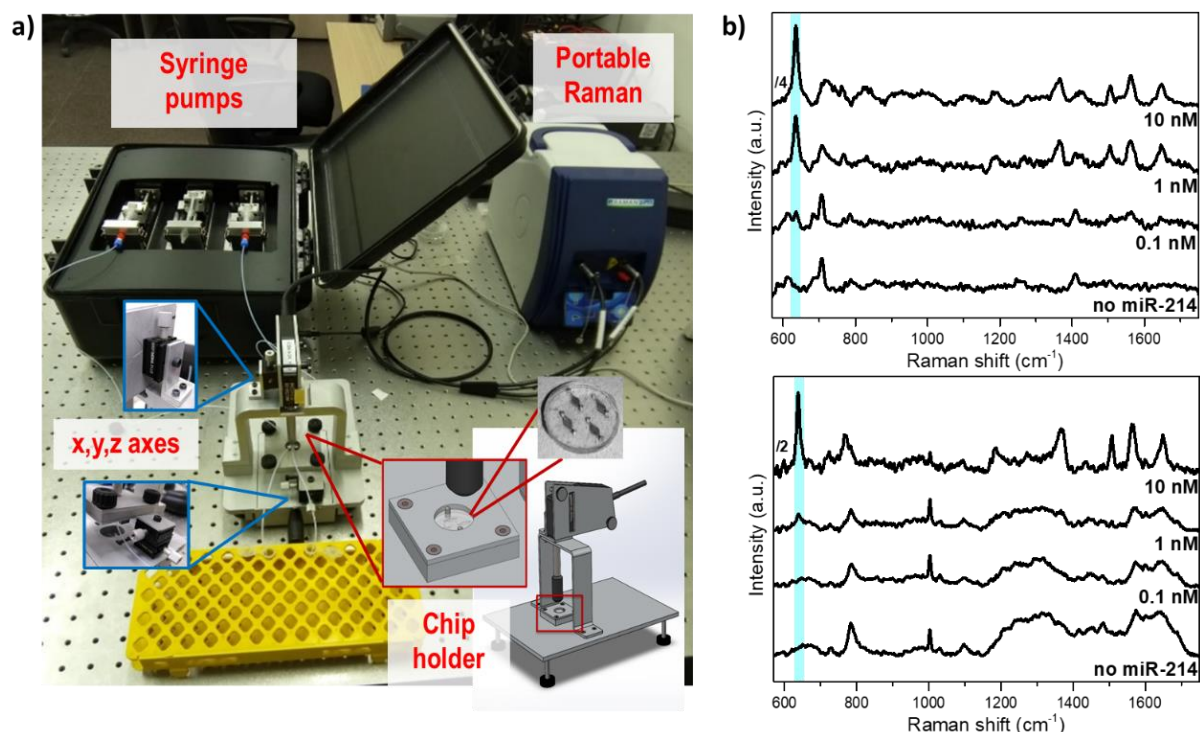 a)
Syringe
pumps
Portable
Raman
x,y,z axes
Chip
holder
b)
Intensity (a.u.)
/4
10 nM
1 nM
0.1 nM
no miR-214
600 800 1000 1200 1400 1600
Raman shift (cm⁻¹)
Intensity (a.u.)
/2
10 nM
1 nM
0.1 nM
no miR-214
600 800 1000 1200 1400 1600
Raman shift (cm⁻¹)